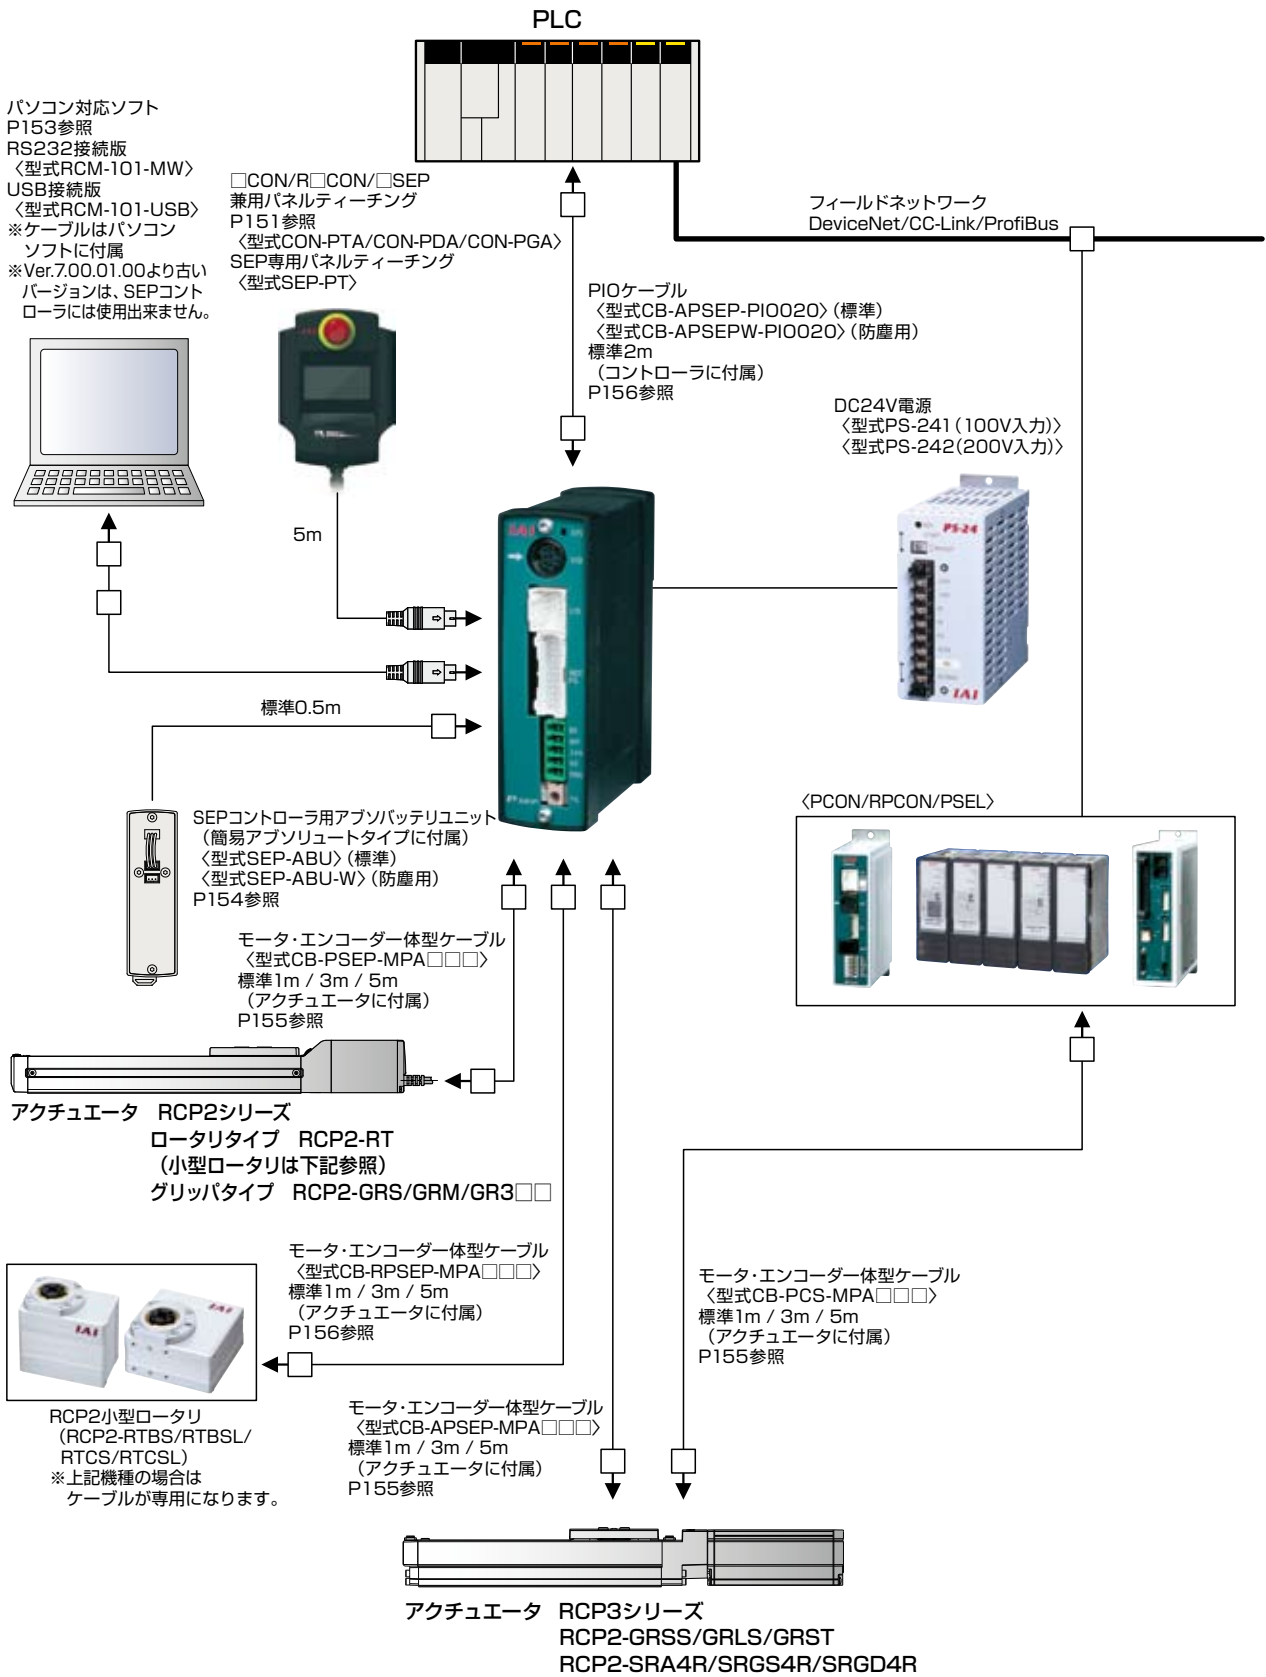 PLC
パソコン対応ソフト
P153参照
RS232接続版
〈型式RCM-101-MW〉
USB接続版
〈型式RCM-101-USB〉
※ケーブルはパソコン
ソフトに付属
※Ver.7.00.01.00より古い
バージョンは、SEPコント
ローラには使用出来ません。
□CON/R□CON/□SEP
兼用パネルティーチング
P151参照
〈型式CON-PTA/CON-PDA/CON-PGA〉
SEP専用パネルティーチング
〈型式SEP-PT〉
フィールドネットワーク
DeviceNet/CC-Link/ProfiBus
PIOケーブル
〈型式CB-APSEP-PIO020〉(標準)
〈型式CB-APSEPW-PIO020〉(防塵用)
標準2m
(コントローラに付属)
P156参照
DC24V電源
〈型式PS-241(100V入力)〉
〈型式PS-242(200V入力)〉
5m
IAI
PS-24
IAI
標準0.5m
SEPコントローラ用アブソバッテリユニット
(簡易アブソリュートタイプに付属)
〈型式SEP-ABU〉(標準)
〈型式SEP-ABU-W〉(防塵用)
P154参照
〈PCON/RPCON/PSEL〉
モータ・エンコーダ一体型ケーブル
〈型式CB-PSEP-MPA□□□〉
標準1m / 3m / 5m
(アクチュエータに付属)
P155参照
アクチュエータ RCP2シリーズ
ロータリタイプ RCP2-RT
(小型ロータリは下記参照)
グリッパタイプ RCP2-GRS/GRM/GR3□□
モータ・エンコーダ一体型ケーブル
〈型式CB-RPSEP-MPA□□□〉
標準1m / 3m / 5m
(アクチュエータに付属)
P156参照
モータ・エンコーダ一体型ケーブル
〈型式CB-PCS-MPA□□□〉
標準1m / 3m / 5m
(アクチュエータに付属)
P155参照
IAI
IAI
RCP2小型ロータリ
(RCP2-RTBS/RTBSL/
RTCS/RTCSL)
※上記機種の場合は
ケーブルが専用になります。
モータ・エンコーダ一体型ケーブル
〈型式CB-APSEP-MPA□□□〉
標準1m / 3m / 5m
(アクチュエータに付属)
P155参照
アクチュエータ RCP3シリーズ
RCP2-GRSS/GRLS/GRST
RCP2-SRA4R/SRGS4R/SRGD4R